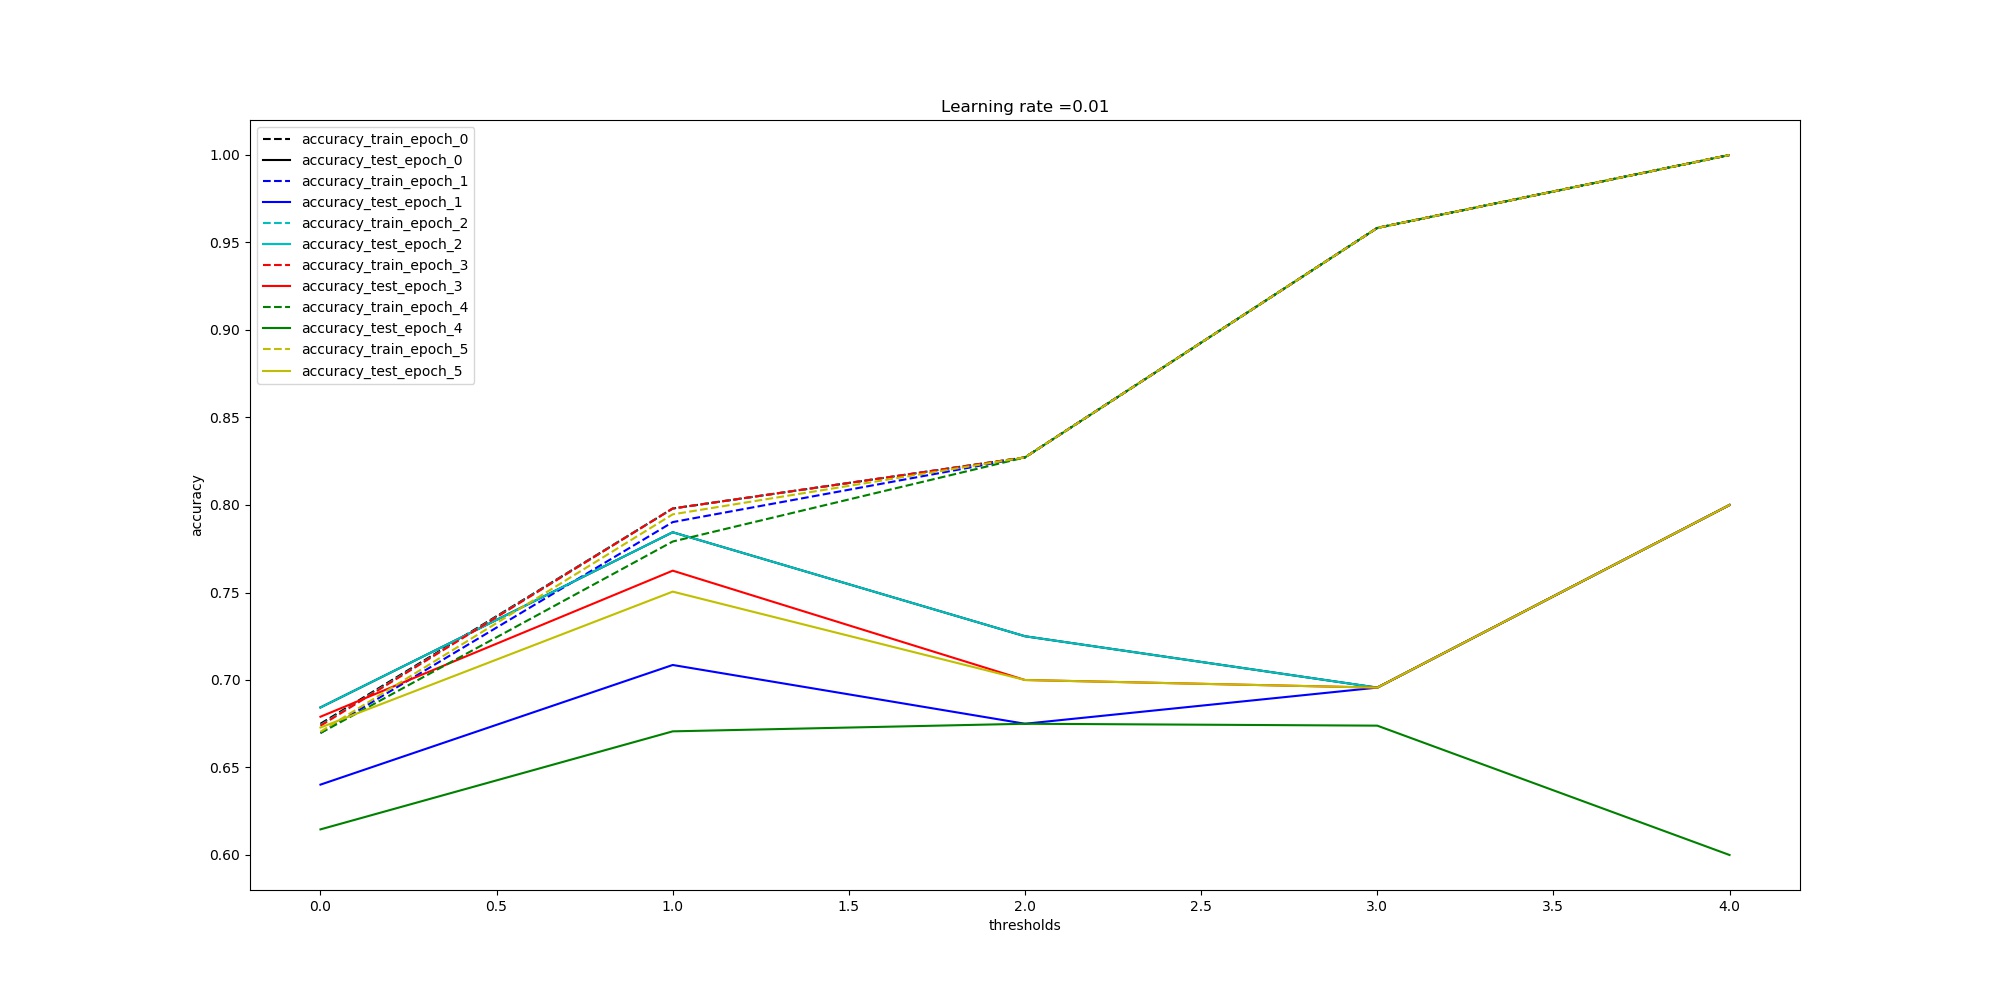 Learning rate =0.01
accuracy_train_epoch_0
accuracy_test_epoch_0
accuracy_train_epoch_1
accuracy_test_epoch_1
accuracy_train_epoch_2
accuracy_test_epoch_2
accuracy_train_epoch_3
accuracy_test_epoch_3
accuracy_train_epoch_4
accuracy_test_epoch_4
accuracy_train_epoch_5
accuracy_test_epoch_5
1.00
0.95
0.90
0.85
0.80
0.75
0.70
0.65
0.60
accuracy
0.0 0.5 1.0 1.5 2.0 2.5 3.0 3.5 4.0
thresholds